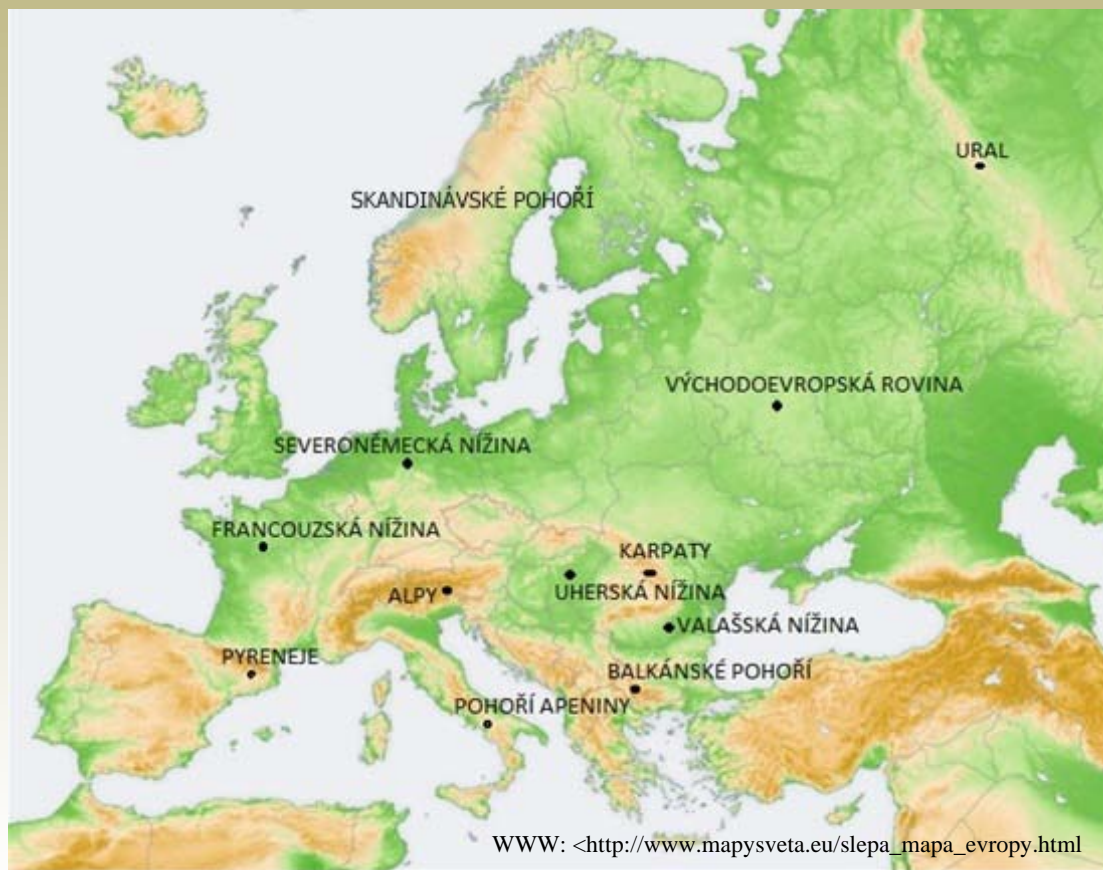 URAL
SKANDINÁVSKÉ POHOŘÍ
VÝCHODOEVROPSKÁ ROVINA
SEVERONĚMECKÁ NÍŽINA
FRANCOUZSKÁ NÍŽINA
KARPATY
ALPY
UHERSKÁ NÍŽINA
VALAŠSKÁ NÍŽINA
PYRENEJE
BALKÁNSKÉ POHOŘÍ
POHOŘÍ APENINY
WWW: <http://www.mapysveta.eu/slepa_mapa_evropy.html